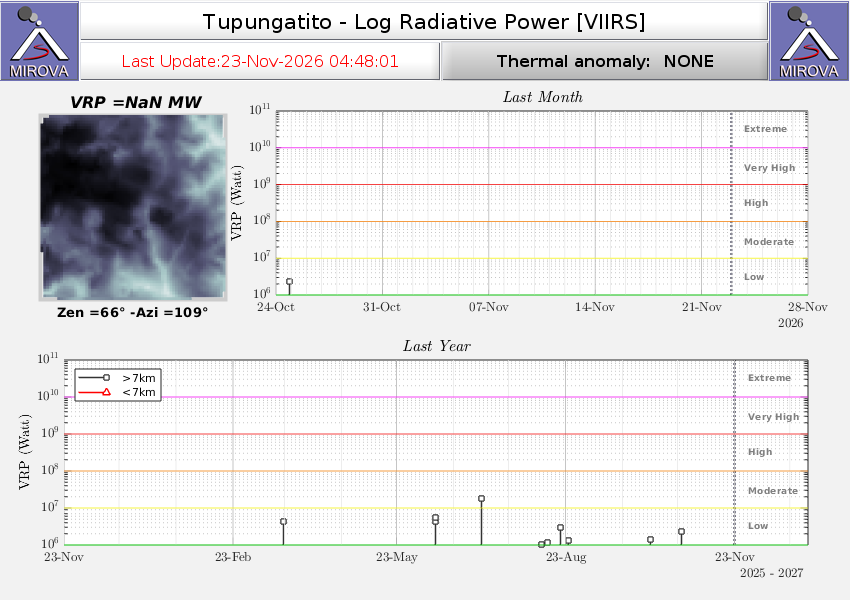 MIROVA
Tupungatito - Log Radiative Power [VIIRS]
Last Update:23-Nov-2026 04:48:01
Thermal anomaly: NONE
MIROVA
VRP =NaN MW
Zen =66° -Azi =109°
Last Month
VRP (Watt)
10^11
10^10
10^9
10^8
10^7
10^6
Extreme
Very High
High
Moderate
Low
24-Oct 31-Oct 07-Nov 14-Nov 21-Nov 28-Nov
2026
Last Year
VRP (Watt)
10^11
10^10
10^9
10^8
10^7
10^6
>7km
<7km
Extreme
Very High
High
Moderate
Low
23-Nov 23-Feb 23-May 23-Aug 23-Nov
2025 - 2027